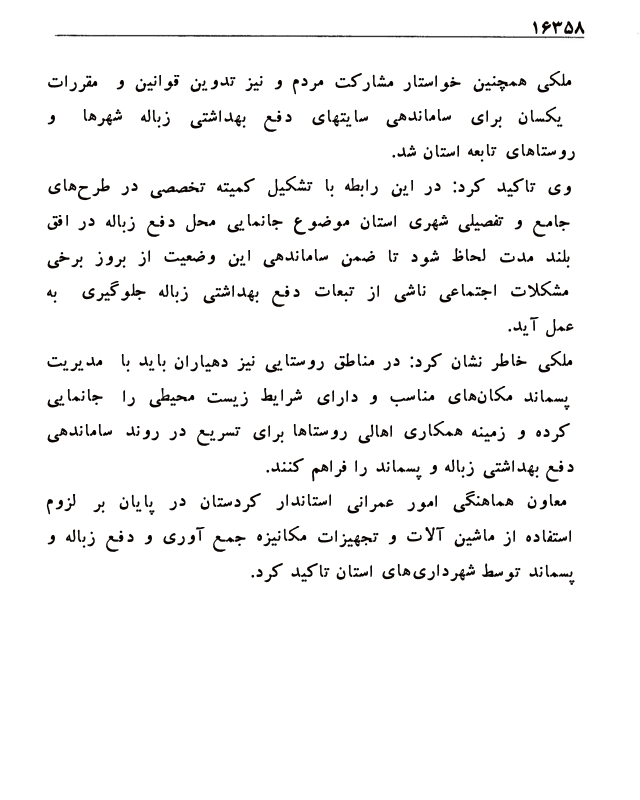 ۱۶۳۵۸
ملکی همچنین خواستار مشارکت مردم و نیز تدوین قوانین و مقررات
یکسان برای ساماندهی سایتهای دفع بهداشتی زباله شهرها و
روستاهای تابعه استان شد.
وی تاکید کرد: در این رابطه با تشکیل کمیته تخصصی در طرح‌های
جامع و تفصیلی شهری استان موضوع جانمایی محل دفع زباله در افق
بلند مدت لحاظ شود تا ضمن ساماندهی این وضعیت از بروز برخی
مشکلات اجتماعی ناشی از تبعات دفع بهداشتی زباله جلوگیری به
عمل آید.
ملکی خاطر نشان کرد: در مناطق روستایی نیز دهیاران باید با مدیریت
پسماند مکان‌های مناسب و دارای شرایط زیست محیطی را جانمایی
کرده و زمینه همکاری اهالی روستاها برای تسریع در روند ساماندهی
دفع بهداشتی زباله و پسماند را فراهم کنند.
معاون هماهنگی امور عمرانی استاندار کردستان در پایان بر لزوم
استفاده از ماشین آلات و تجهیزات مکانیزه جمع آوری و دفع زباله و
پسماند توسط شهرداری‌های استان تاکید کرد.